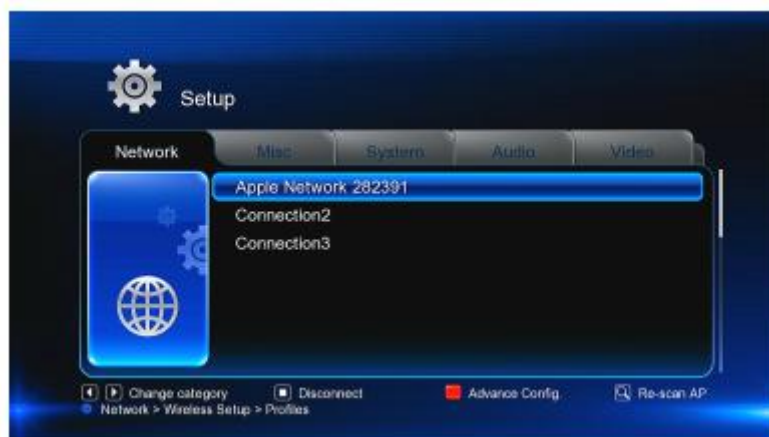 Setup
Network Misc System Audio Video
Apple Network 282391
Connection2
Connection3
Change category Disconnect Advance Config. Re-scan AP
Network > Wireless Setup > Profiles